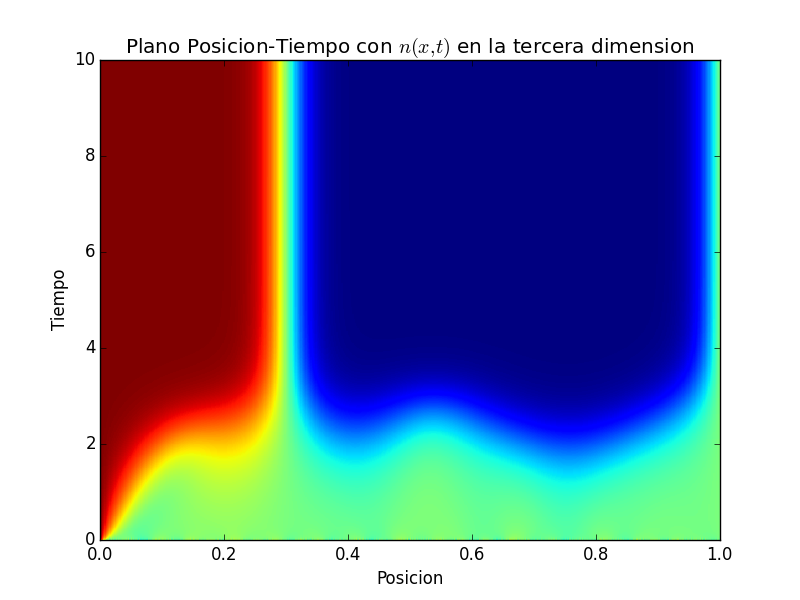 Plano Posicion-Tiempo con n(x,t) en la tercera dimension
10
8
6
4
2
0
Tiempo
0.0 0.2 0.4 0.6 0.8 1.0
Posicion